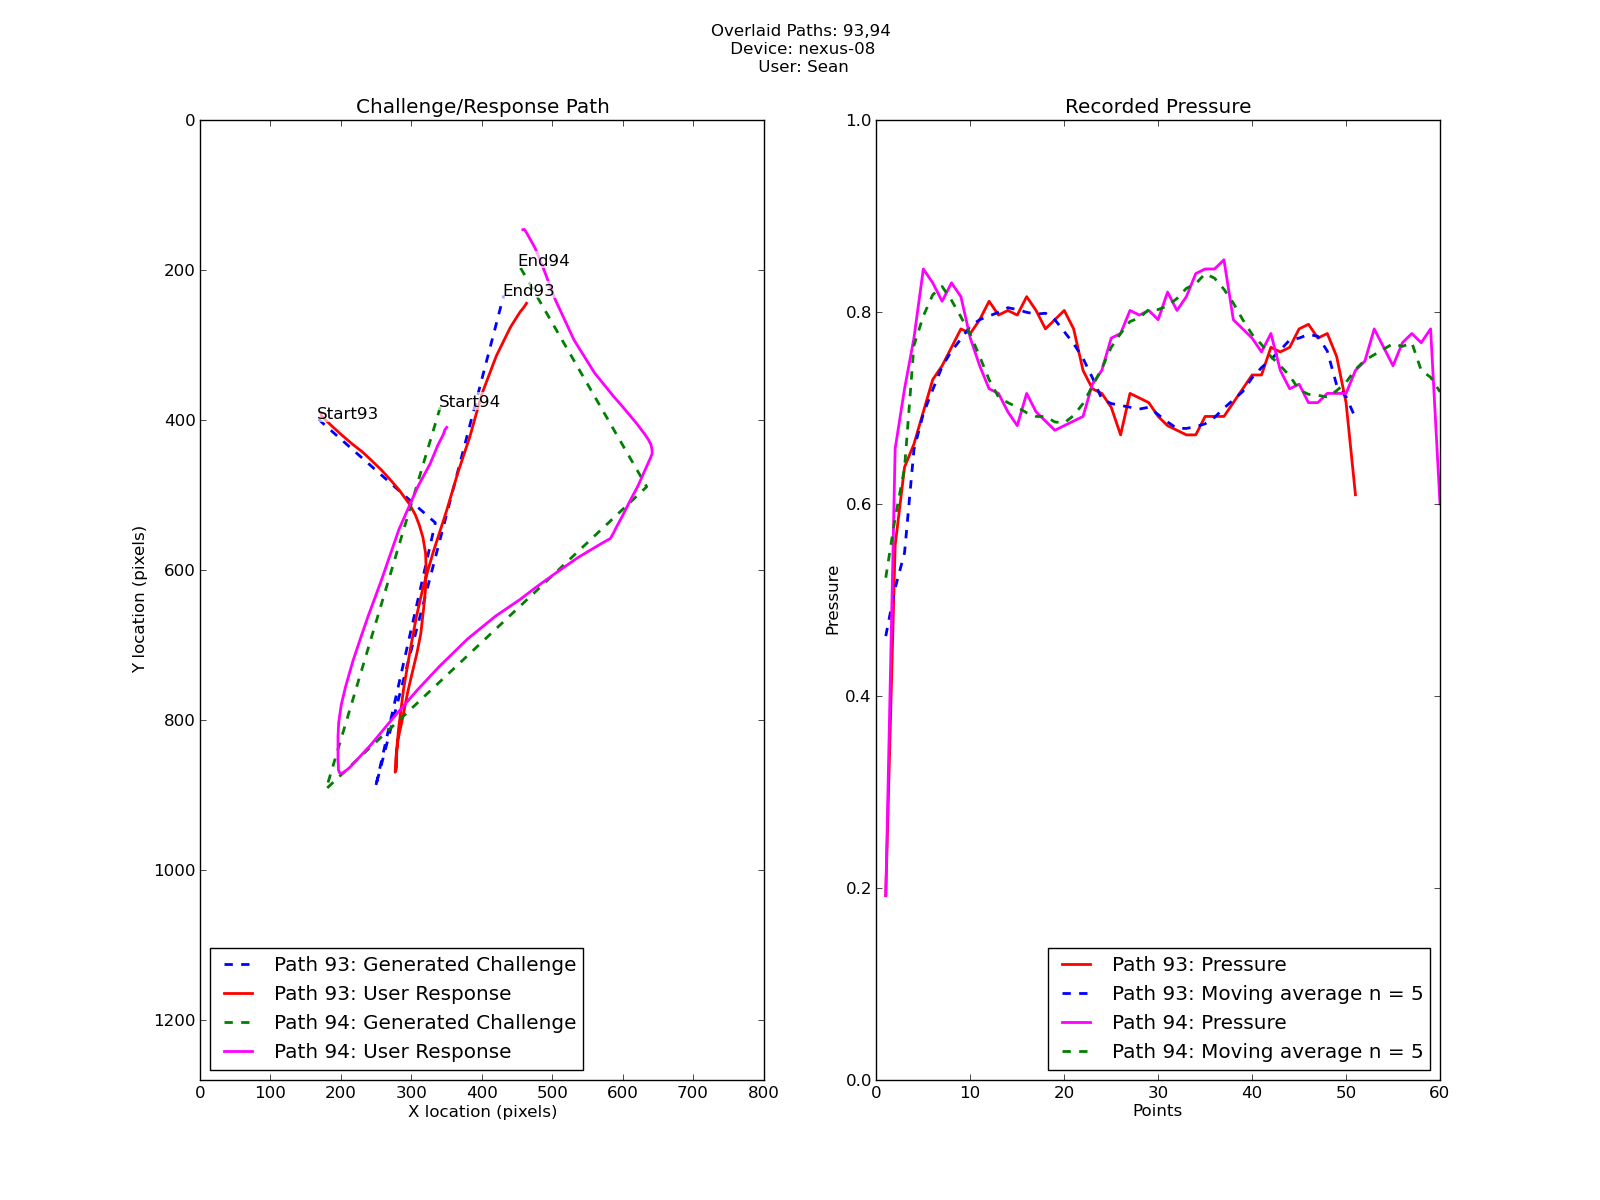 Overlaid Paths: 93,94
Device: nexus-08
User: Sean
Challenge/Response Path
0
200
400
600
800
1000
1200
Y location (pixels)
End94
End93
Start94
Start93
Path 93: Generated Challenge
Path 93: User Response
Path 94: Generated Challenge
Path 94: User Response
0 100 200 300 400 500 600 700 800
X location (pixels)
Recorded Pressure
1.0
0.8
0.6
0.4
0.2
0.0
Pressure
Path 93: Pressure
Path 93: Moving average n = 5
Path 94: Pressure
Path 94: Moving average n = 5
0 10 20 30 40 50 60
Points